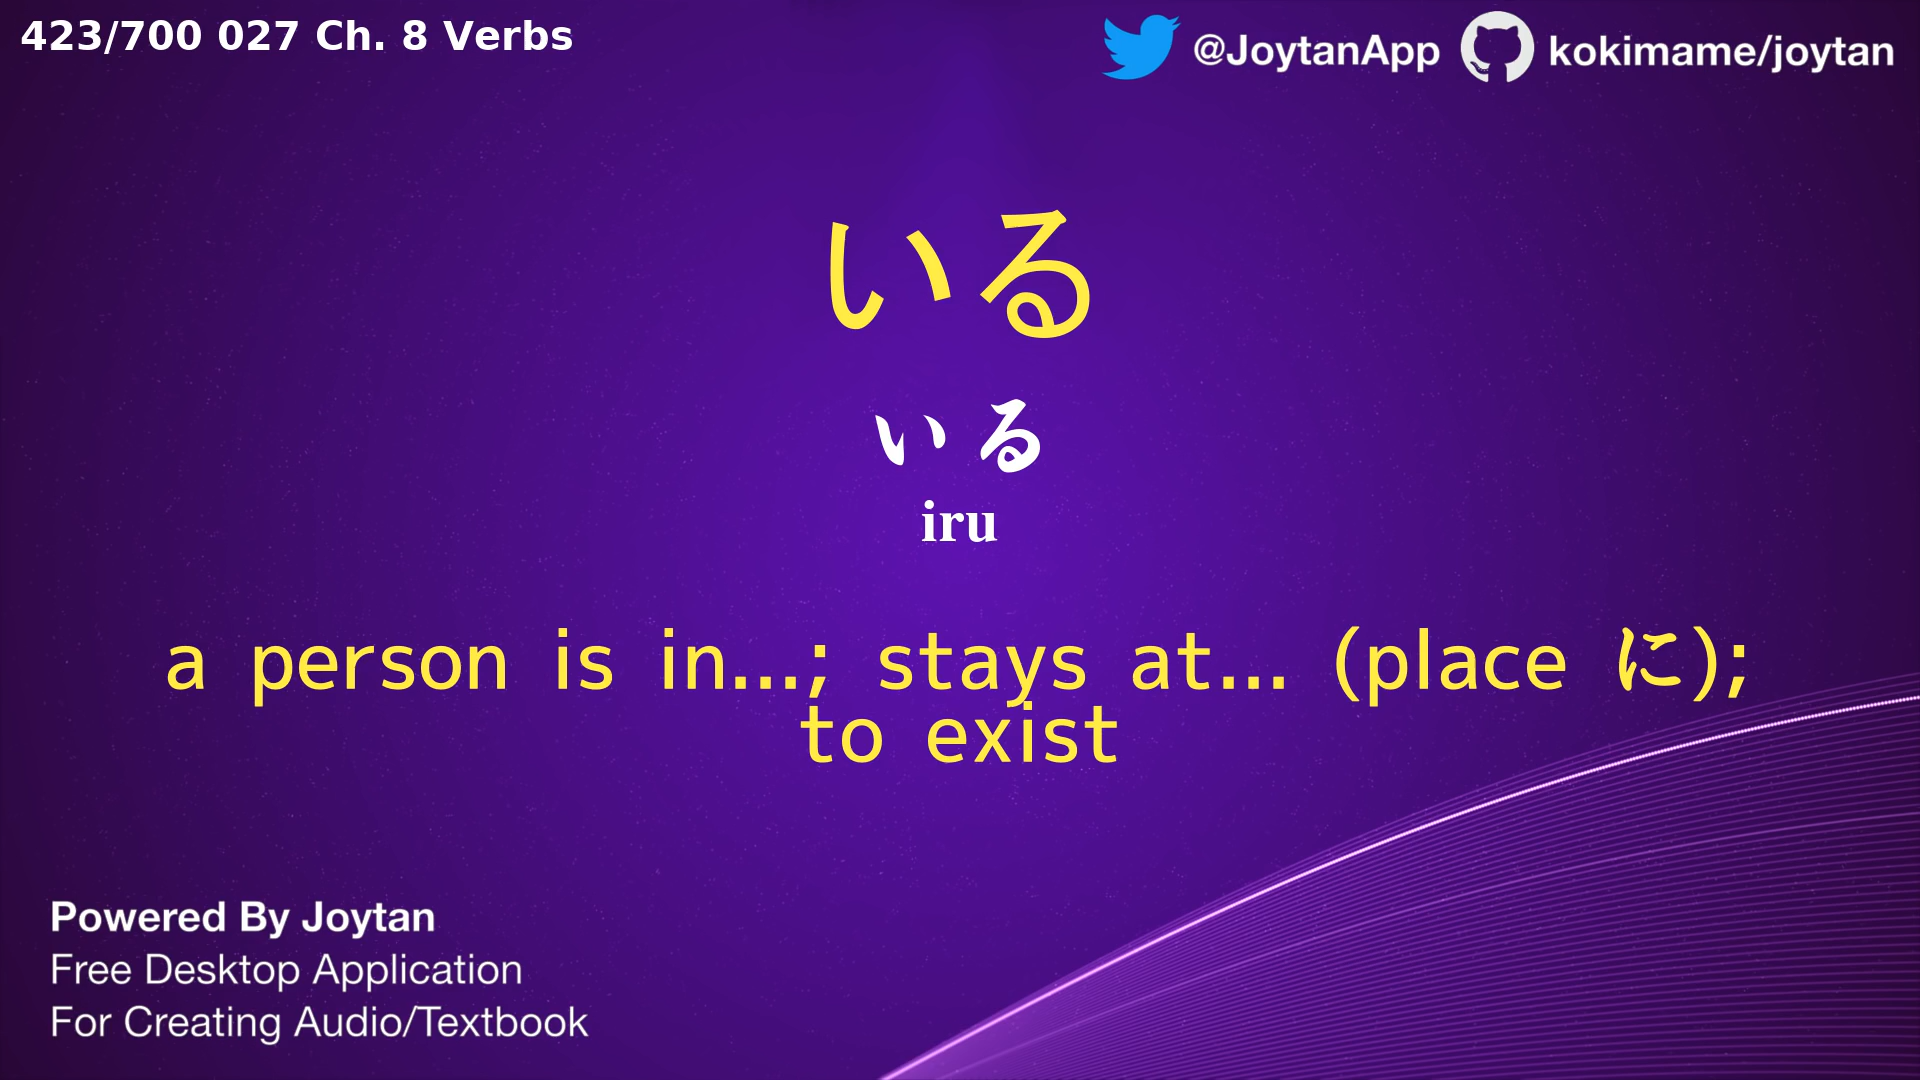 423/700 027 Ch. 8 Verbs
@JoytanApp kokimame/joytan
いる
いる
iru
a person is in...; stays at... (place に);
to exist
Powered By Joytan
Free Desktop Application
For Creating Audio/Textbook